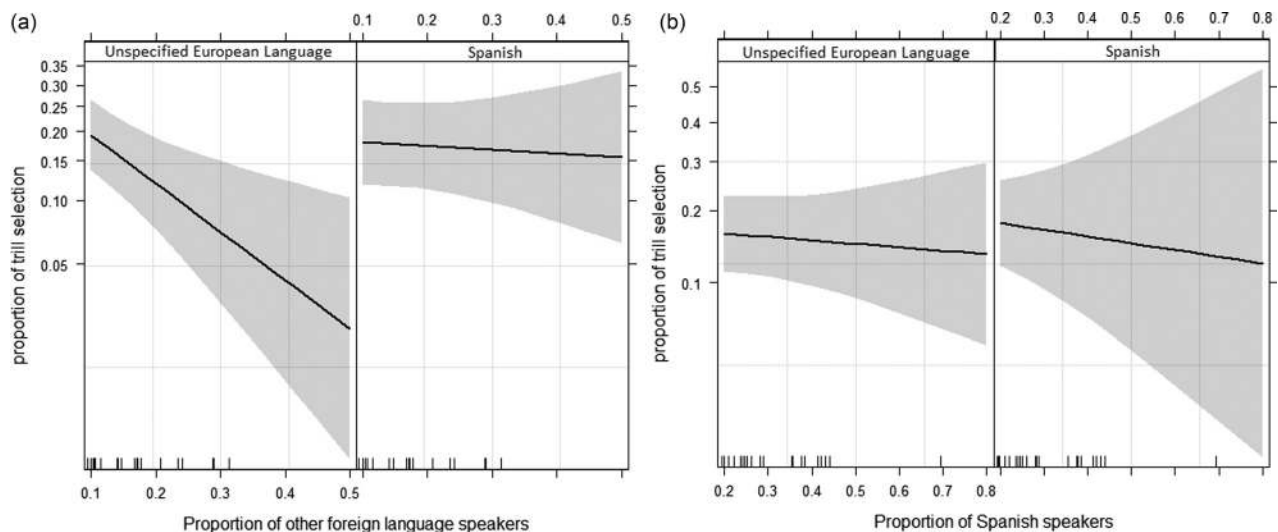 (a)
0.1 0.2 0.3 0.4 0.5
Unspecified European Language Spanish
0.35
0.30
0.25
0.20
0.15
0.10
0.05
proportion of trill selection
0.1 0.2 0.3 0.4 0.5
Proportion of other foreign language speakers
(b)
0.2 0.3 0.4 0.5 0.6 0.7 0.8
Unspecified European Language Spanish
0.5
0.4
0.3
0.2
0.1
proportion of trill selection
0.2 0.3 0.4 0.5 0.6 0.7 0.8
Proportion of Spanish speakers